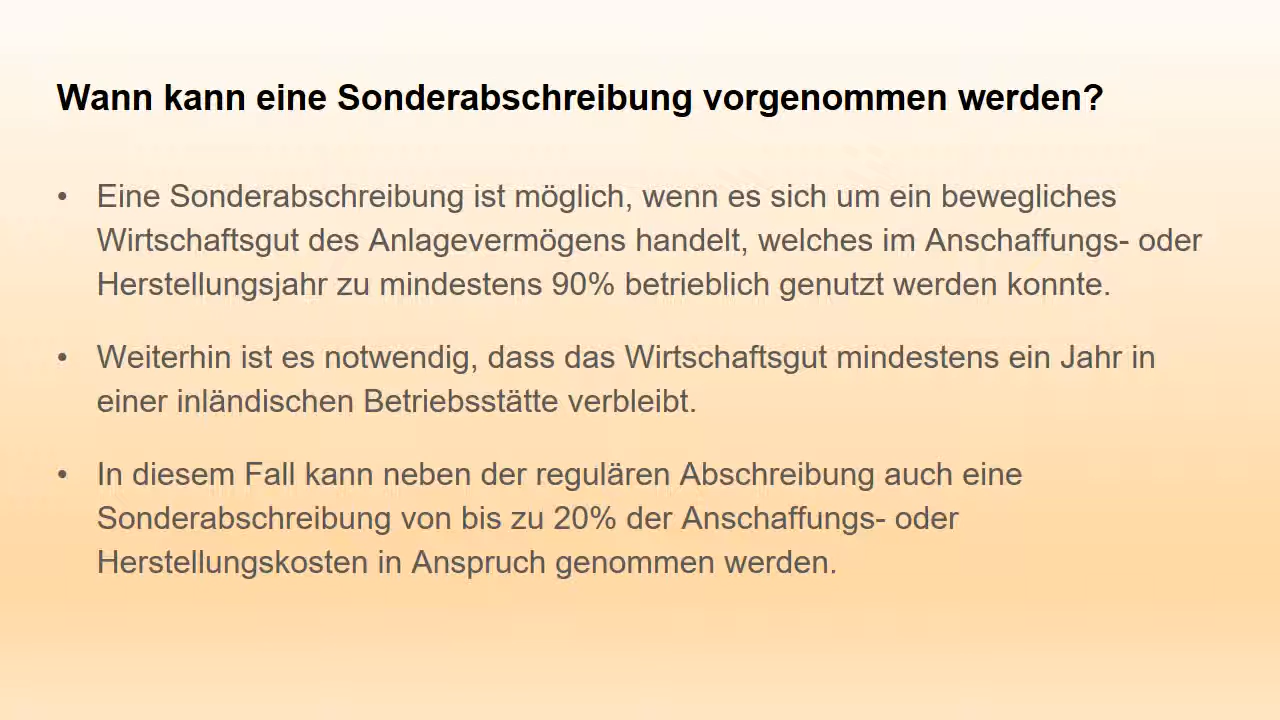 Wann kann eine Sonderabschreibung vorgenommen werden?
• Eine Sonderabschreibung ist möglich, wenn es sich um ein bewegliches
Wirtschaftsgut des Anlagevermögens handelt, welches im Anschaffungs- oder
Herstellungsjahr zu mindestens 90% betrieblich genutzt werden konnte.
• Weiterhin ist es notwendig, dass das Wirtschaftsgut mindestens ein Jahr in
einer inländischen Betriebsstätte verbleibt.
• In diesem Fall kann neben der regulären Abschreibung auch eine
Sonderabschreibung von bis zu 20% der Anschaffungs- oder
Herstellungskosten in Anspruch genommen werden.